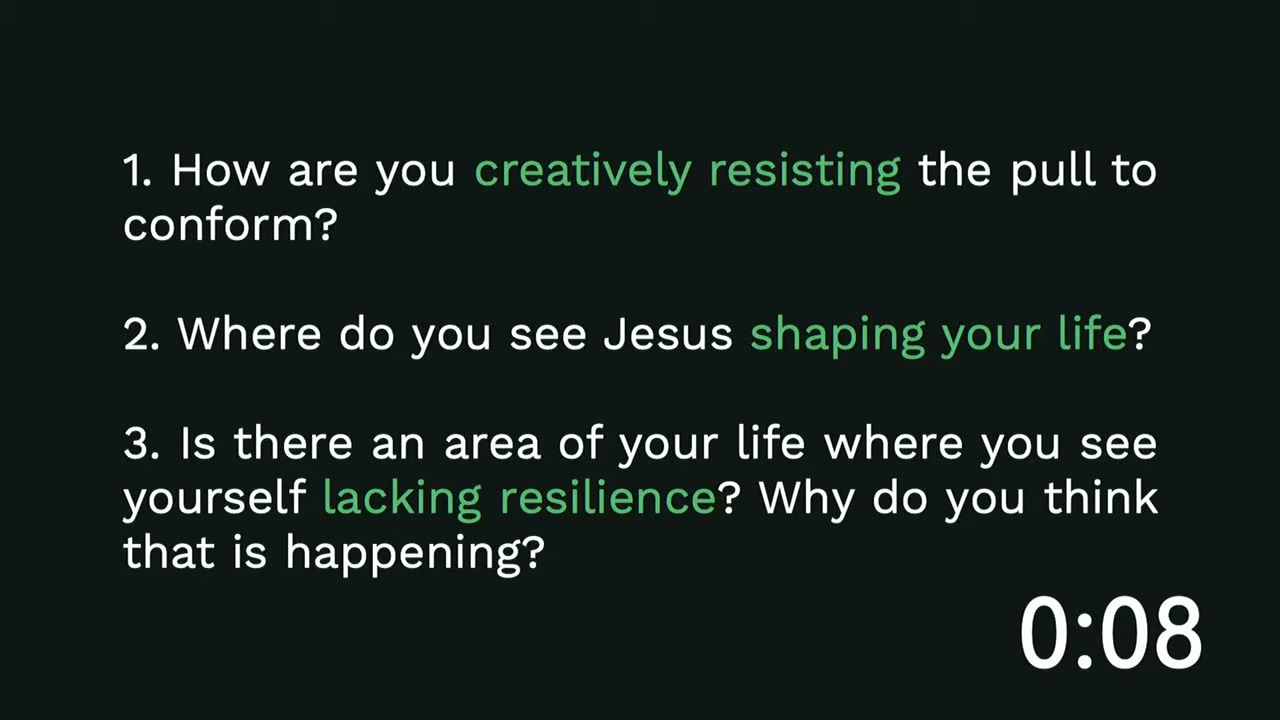 1. How are you creatively resisting the pull to
conform?
2. Where do you see Jesus shaping your life?
3. Is there an area of your life where you see
yourself lacking resilience? Why do you think
that is happening?
0:08